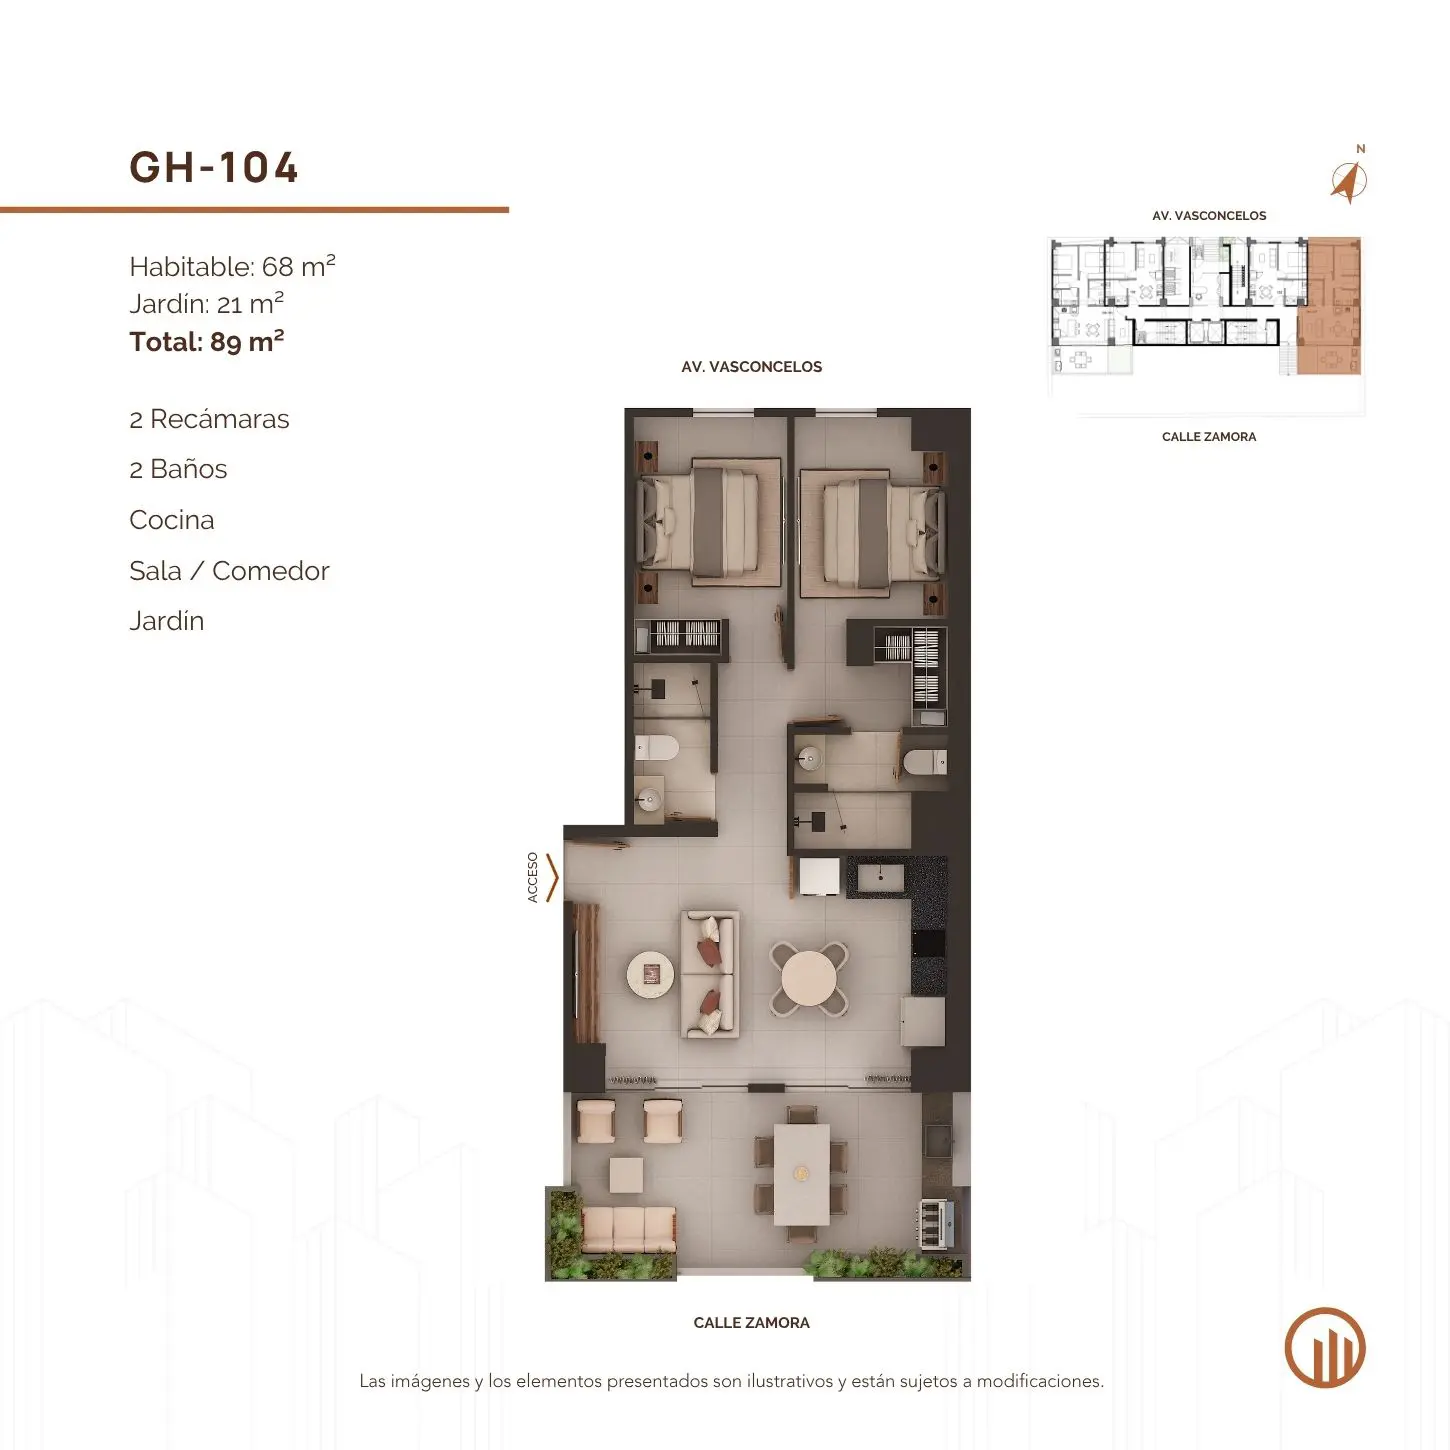 GH-104
N
AV. VASCONCELOS
Habitable: 68 m²
Jardín: 21 m²
Total: 89 m²
AV. VASCONCELOS
2 Recámaras
CALLE ZAMORA
2 Baños
Cocina
Sala / Comedor
Jardín
ACCESO
CALLE ZAMORA
Las imágenes y los elementos presentados son ilustrativos y están sujetos a modificaciones.